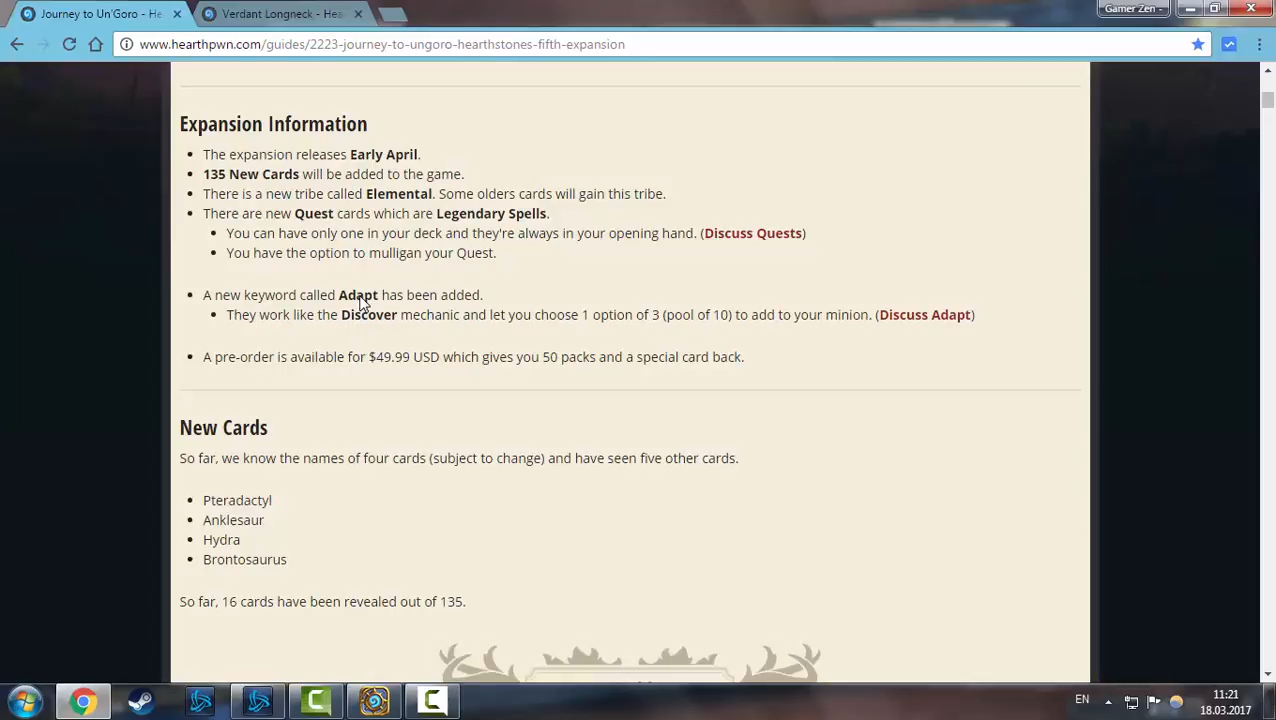 Journey to Un'Goro - He
Verdant Longneck - Hea
Gamer Zen -
www.hearthpwn.com/guides/2223-journey-to-ungoro-hearthstones-fifth-expansion
Expansion Information
The expansion releases Early April.
135 New Cards will be added to the game.
There is a new tribe called Elemental. Some olders cards will gain this tribe.
There are new Quest cards which are Legendary Spells.
You can have only one in your deck and they're always in your opening hand. (Discuss Quests)
You have the option to mulligan your Quest.
A new keyword called Adapt has been added.
They work like the Discover mechanic and let you choose 1 option of 3 (pool of 10) to add to your minion. (Discuss Adapt)
A pre-order is available for $49.99 USD which gives you 50 packs and a special card back.
New Cards
So far, we know the names of four cards (subject to change) and have seen five other cards.
Pteradactyl
Anklesaur
Hydra
Brontosaurus
So far, 16 cards have been revealed out of 135.
EN
11:21
18.03.2017